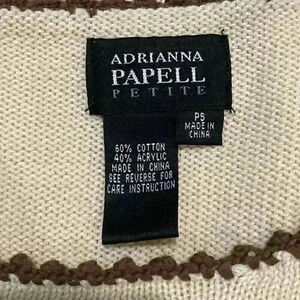 ADRIANNA
PAPELL
PETITE
PS
MADE IN
CHINA
60% COTTON
40% ACRYLIC
MADE IN CHINA
SEE REVERSE FOR
CARE INSTRUCTION